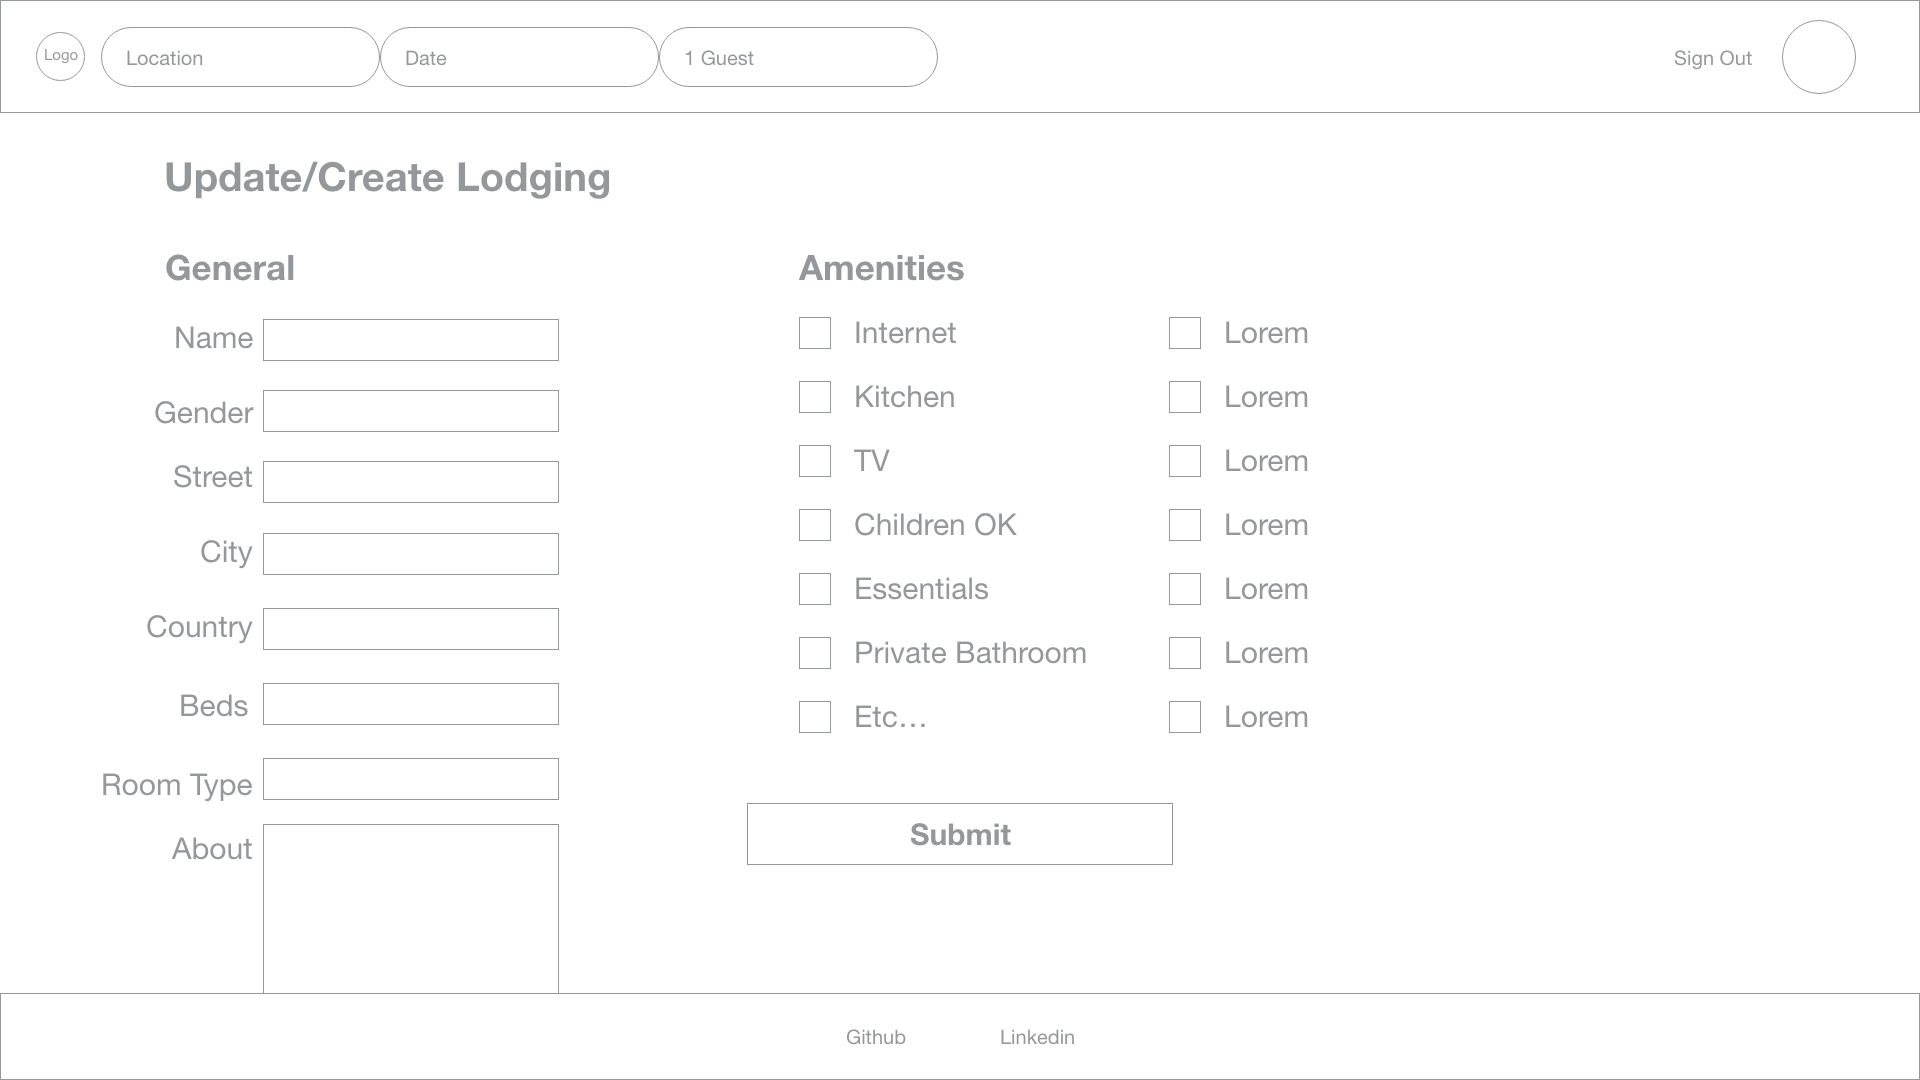 Logo
Location
Date
1 Guest
Sign Out
Update/Create Lodging
General
Name
Gender
Street
City
Country
Beds
Room Type
About
Amenities
Internet
Kitchen
TV
Children OK
Essentials
Private Bathroom
Etc…
Lorem
Lorem
Lorem
Lorem
Lorem
Lorem
Lorem
Submit
Github
Linkedin